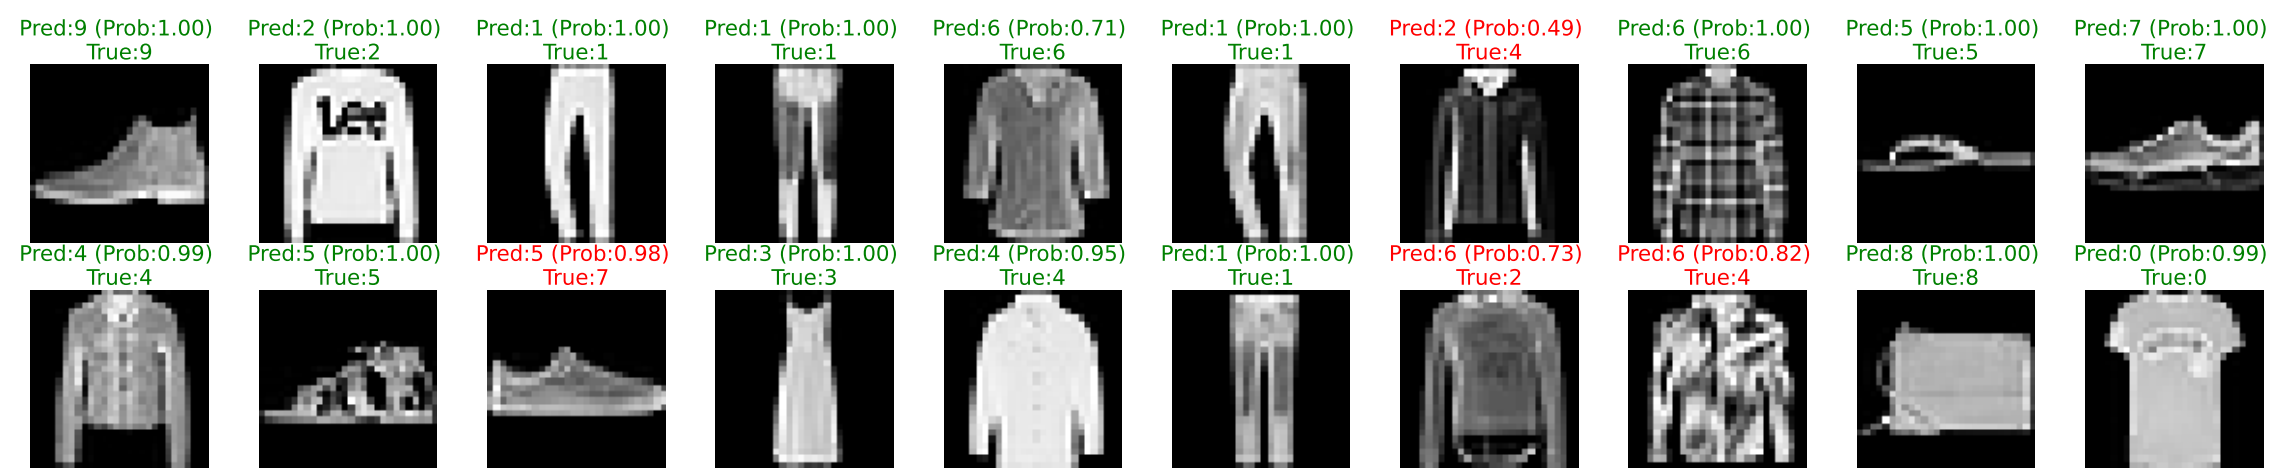 Pred:9 (Prob:1.00) Pred:2 (Prob:1.00) Pred:1 (Prob:1.00) Pred:1 (Prob:1.00) Pred:6 (Prob:0.71) Pred:1 (Prob:1.00) Pred:2 (Prob:0.49) Pred:6 (Prob:1.00) Pred:5 (Prob:1.00) Pred:7 (Prob:1.00)
True:9 True:2 True:1 True:1 True:6 True:1 True:4 True:6 True:5 True:7
Lee
Pred:4 (Prob:0.99) Pred:5 (Prob:1.00) Pred:5 (Prob:0.98) Pred:3 (Prob:1.00) Pred:4 (Prob:0.95) Pred:1 (Prob:1.00) Pred:6 (Prob:0.73) Pred:6 (Prob:0.82) Pred:8 (Prob:1.00) Pred:0 (Prob:0.99)
True:4 True:5 True:7 True:3 True:4 True:1 True:2 True:4 True:8 True:0